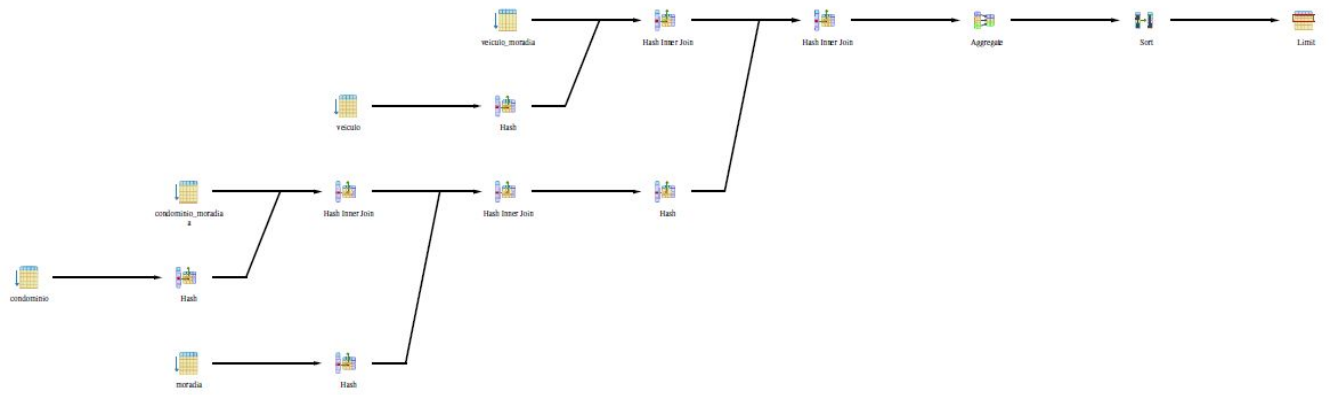 veiculo_moradia
Hash Inner Join
Hash Inner Join
Aggregate
Sort
Limit
veiculo
Hash
condominio_moradi
a
Hash Inner Join
Hash Inner Join
Hash
condominio
Hash
moradia
Hash